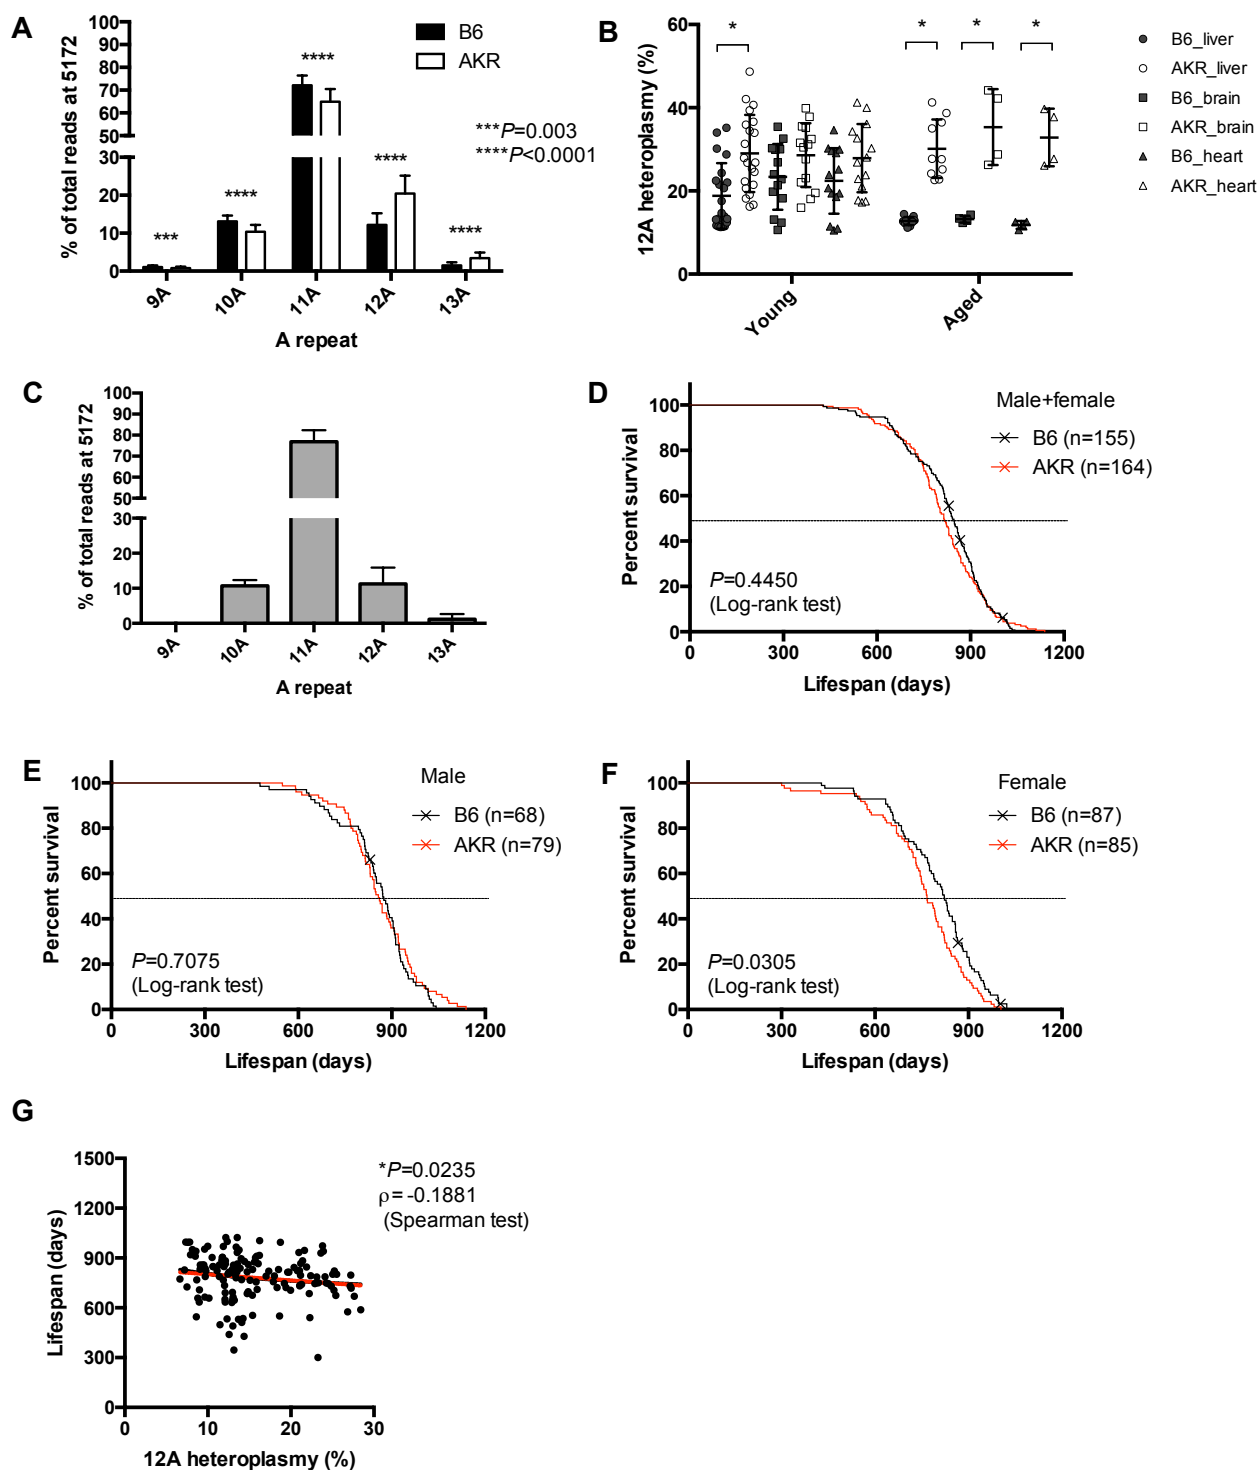 A
% of total reads at 5172
100
90
80
70
60
50
30
20
10
0
***
****
****
****
****
B6
AKR
***P=0.003
****P<0.0001
9A
10A
11A
12A
13A
A repeat
B
12A heteroplasmy (%)
60
40
20
0
*
*
*
*
Young
Aged
B6_liver
AKR_liver
B6_brain
AKR_brain
B6_heart
AKR_heart
C
% of total reads at 5172
100
90
80
70
60
50
30
20
10
0
9A
10A
11A
12A
13A
A repeat
D
Percent survival
100
80
60
40
20
0
Male+female
B6 (n=155)
AKR (n=164)
P=0.4450
(Log-rank test)
0
300
600
900
1200
Lifespan (days)
E
Percent survival
100
80
60
40
20
0
Male
B6 (n=68)
AKR (n=79)
P=0.7075
(Log-rank test)
0
300
600
900
1200
Lifespan (days)
F
Percent survival
100
80
60
40
20
0
Female
B6 (n=87)
AKR (n=85)
P=0.0305
(Log-rank test)
0
300
600
900
1200
Lifespan (days)
G
Lifespan (days)
1500
1200
900
600
300
0
*P=0.0235
ρ= -0.1881
(Spearman test)
0
10
20
30
12A heteroplasmy (%)